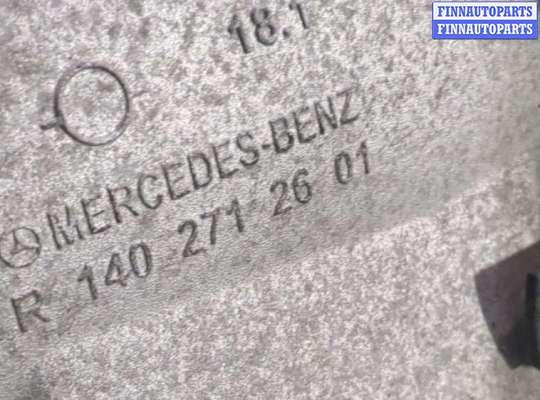 FINNAUTOPARTS
FINNAUTOPARTS
18.1
MERCEDES-BENZ
R 140 271 26 01